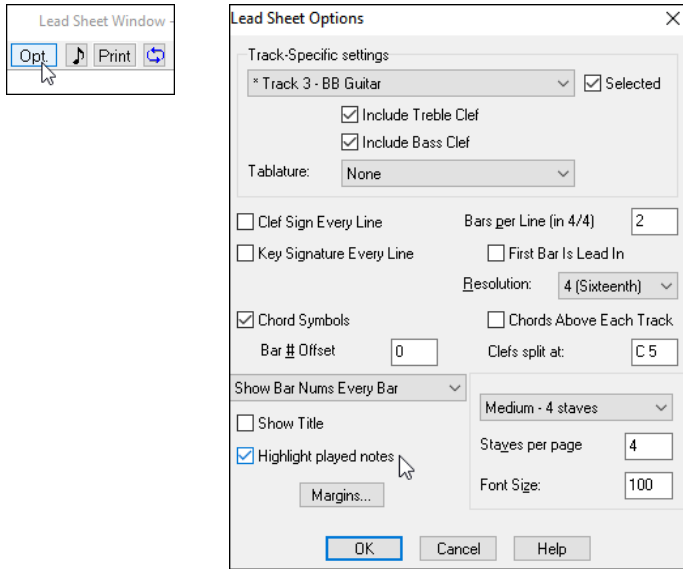 Lead Sheet Window -
Opt. Print
Lead Sheet Options
Track-Specific settings
* Track 3 - BB Guitar Selected
Include Treble Clef
Include Bass Clef
Tablature: None
Clef Sign Every Line Bars per Line (in 4/4) 2
Key Signature Every Line First Bar Is Lead In
Resolution: 4 (Sixteenth)
Chord Symbols Chords Above Each Track
Bar # Offset 0 Clefs split at: C 5
Show Bar Nums Every Bar
Medium - 4 staves
Show Title
Staves per page 4
Highlight played notes
Font Size: 100
Margins...
OK Cancel Help